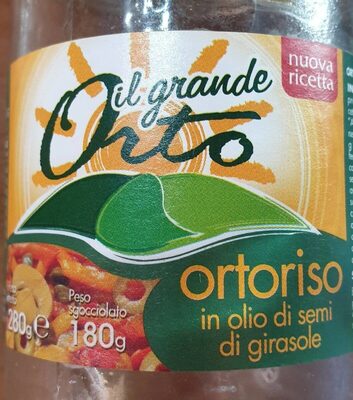 il grande
Orto
nuova
ricetta
ortoriso
in olio di semi
di girasole
Peso
sgocciolato
180g
280g e